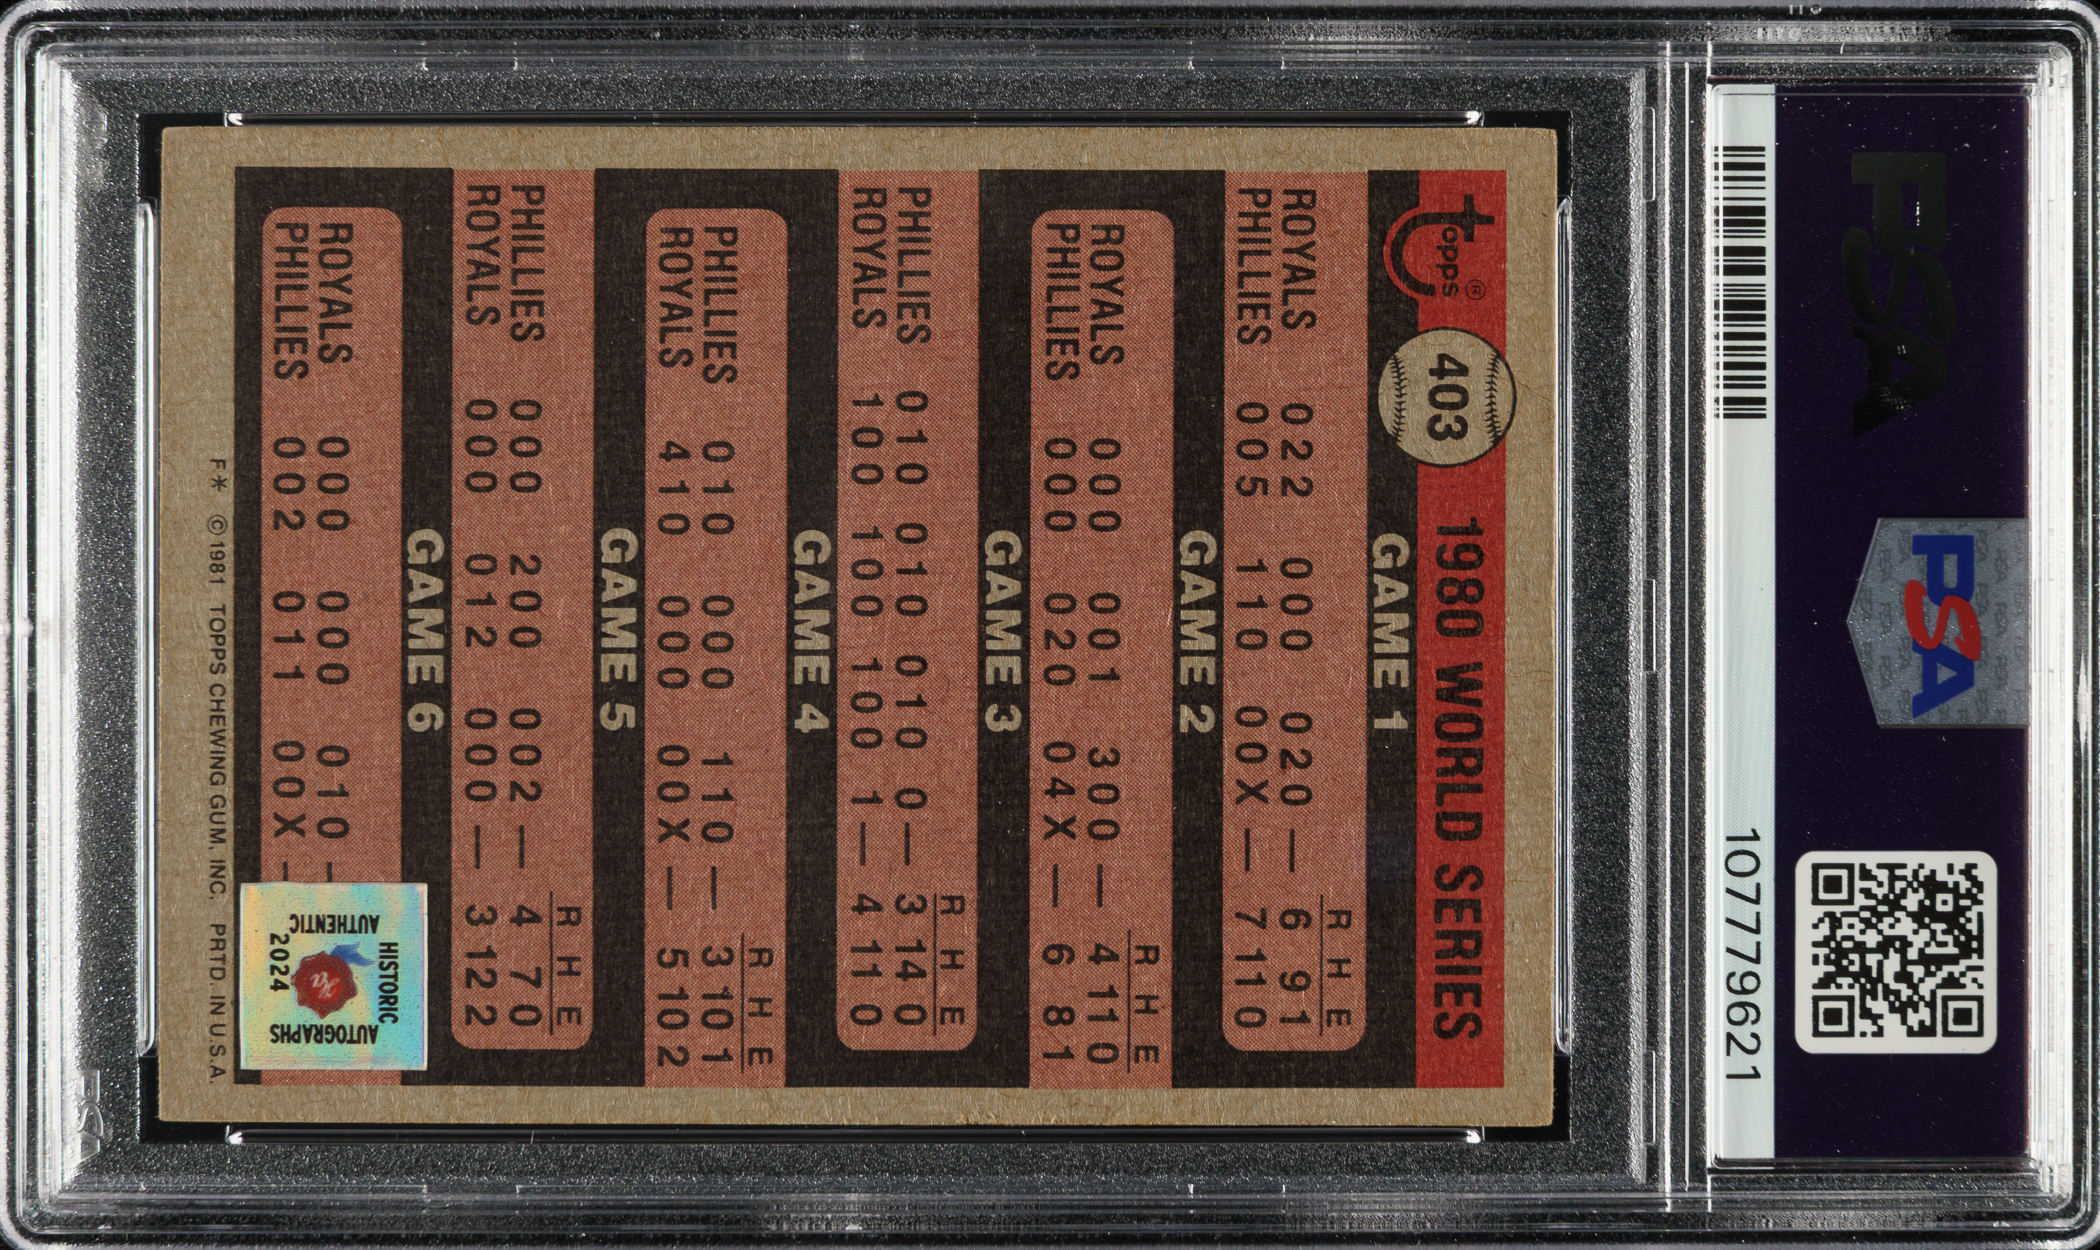 PSA
PSA
107779621
topps®
403
1980 WORLD SERIES
GAME 1
R H E
ROYALS 022 000 020 — 6 9 1
PHILLIES 005 110 00X — 7 11 0
GAME 2
R H E
ROYALS 000 001 300 — 4 11 0
PHILLIES 000 020 04X — 6 8 1
GAME 3
R H E
PHILLIES 010 010 010 0 — 3 14 0
ROYALS 100 100 100 1 — 4 11 0
GAME 4
R H E
PHILLIES 010 000 110 — 3 10 1
ROYALS 410 000 00X — 5 10 2
GAME 5
R H E
PHILLIES 000 200 002 — 4 7 0
ROYALS 000 012 000 — 3 12 2
GAME 6
ROYALS 000 000 010 -
PHILLIES 002 011 00X -
HISTORIC AUTOGRAPHS
AUTHENTIC
Ha
2024
F* © 1981 TOPPS CHEWING GUM, INC. PRTD. IN U.S.A.